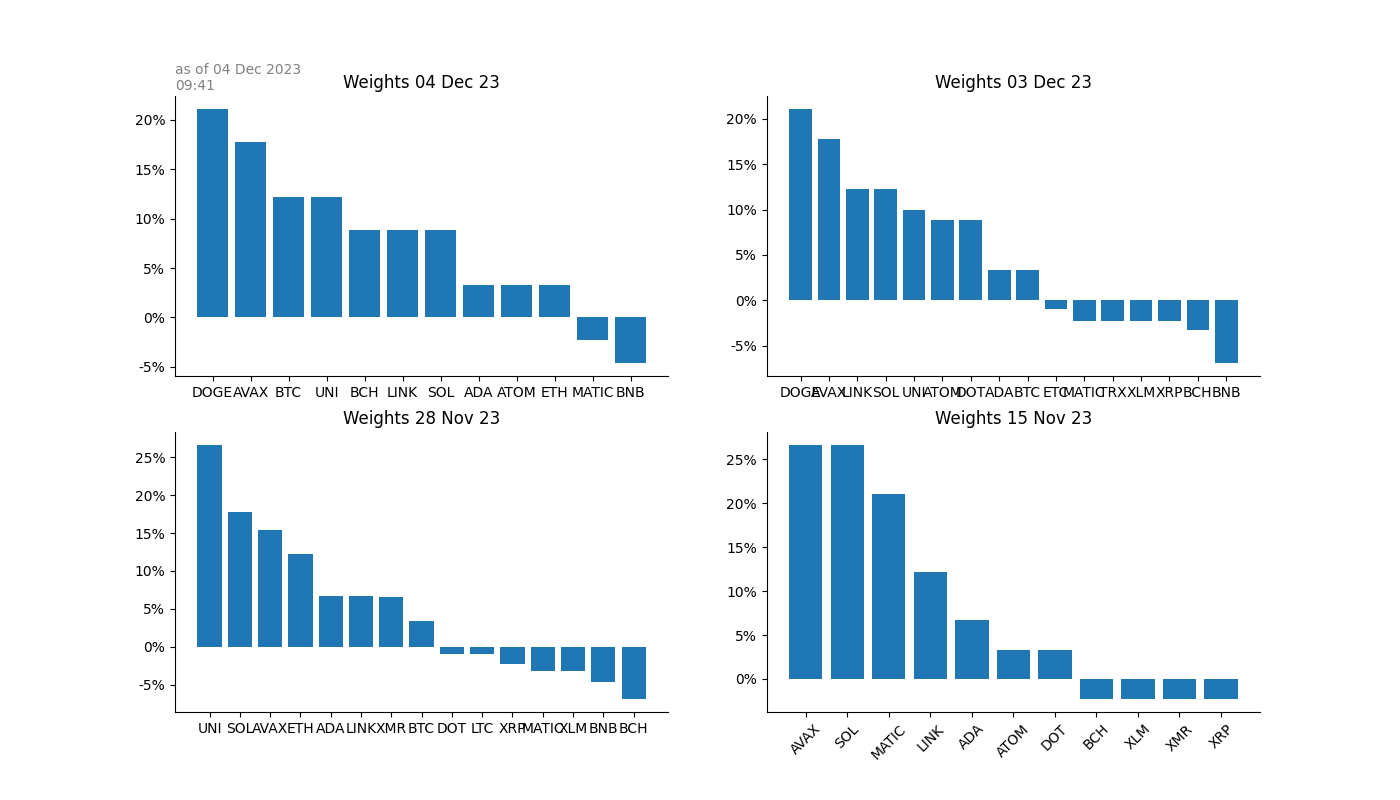 as of 04 Dec 2023
09:41
Weights 04 Dec 23
20%
15%
10%
5%
0%
-5%
DOGE AVAX BTC UNI BCH LINK SOL ADA ATOM ETH MATIC BNB
Weights 03 Dec 23
20%
15%
10%
5%
0%
-5%
DOGE AVAX LINK SOL UNI ATOM DOT ADA BTC ETC MATIC TRX XLM XRP BCH BNB
Weights 28 Nov 23
25%
20%
15%
10%
5%
0%
-5%
UNI SOL AVAX ETH ADA LINK XMR BTC DOT LTC XRP MATIC XLM BNB BCH
Weights 15 Nov 23
25%
20%
15%
10%
5%
0%
AVAX SOL MATIC LINK ADA ATOM DOT BCH XLM XMR XRP